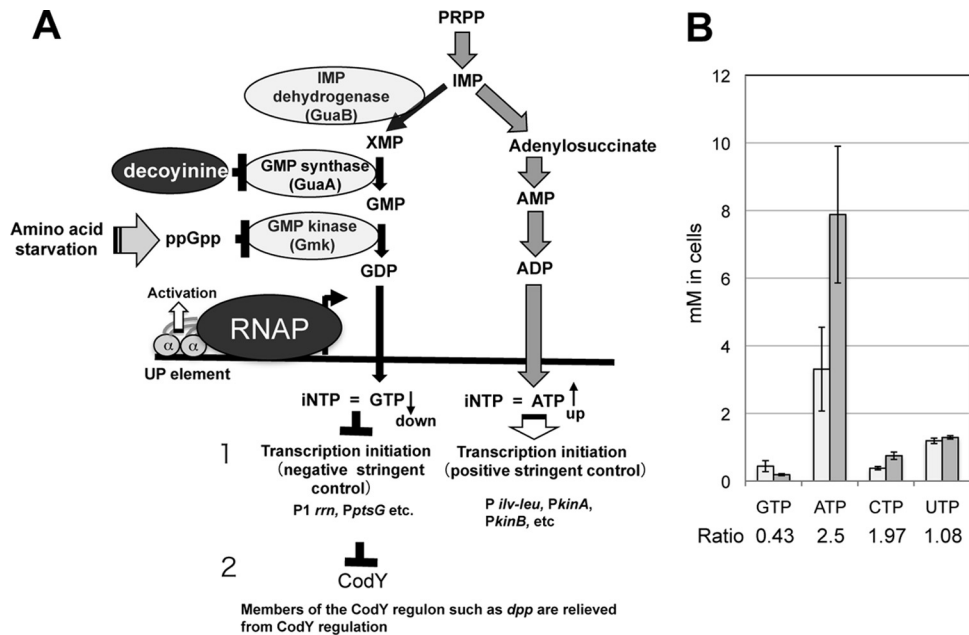 A
PRPP
IMP
IMP
dehydrogenase
(GuaB)
XMP
Adenylosuccinate
decoyinine
GMP synthase
(GuaA)
GMP
AMP
Amino acid
starvation
ppGpp
GMP kinase
(Gmk)
GDP
ADP
Activation
RNAP
α α
UP element
iNTP = GTP
down
iNTP = ATP
up
1
Transcription initiation
(negative stringent
control)
P1 rrn, PptsG etc.
Transcription initiation
(positive stringent control)
P ilv-leu, PkinA,
PkinB, etc
2
CodY
Members of the CodY regulon such as dpp are relieved
from CodY regulation
B
mM in cells
12
10
8
6
4
2
0
GTP ATP CTP UTP
Ratio 0.43 2.5 1.97 1.08